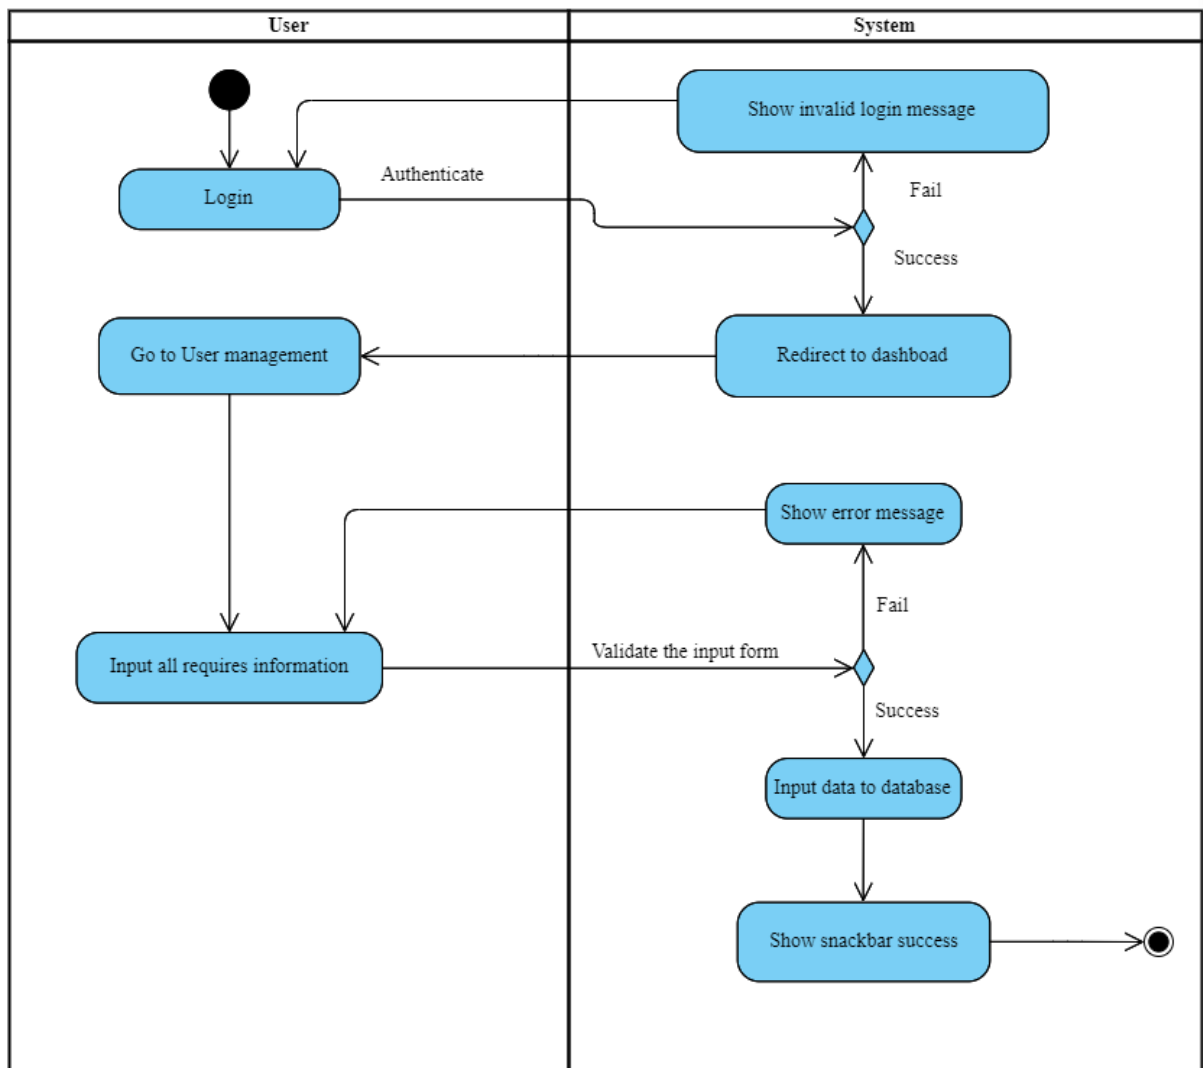 User
System
Show invalid login message
Authenticate
Fail
Login
Success
Go to User management
Redirect to dashboad
Show error message
Fail
Validate the input form
Input all requires information
Success
Input data to database
Show snackbar success